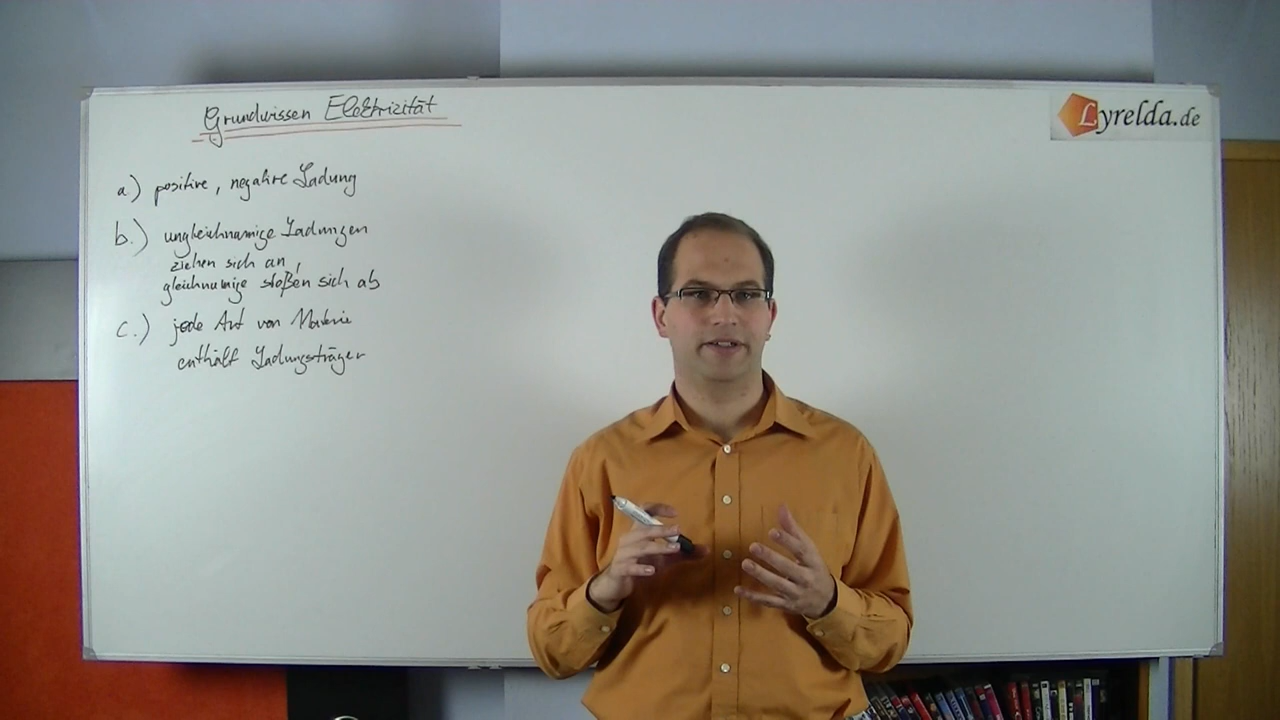 Grundwissen Elektrizität
Lyrelda.de
a.) positive, negative Ladung
b.) ungleichnamige Ladungen
ziehen sich an,
gleichnamige stoßen sich ab
c.) jede Art von Materie
enthält Ladungsträger